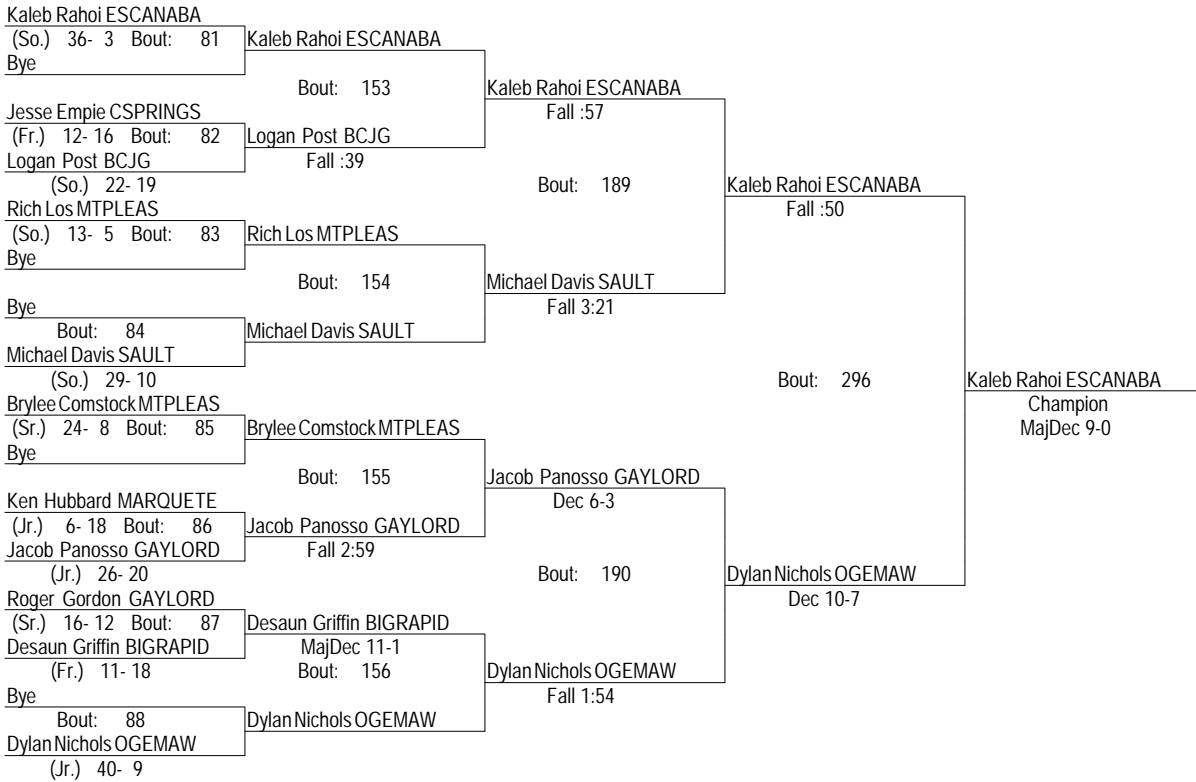 Kaleb Rahoi ESCANABA
(So.) 36- 3 Bout: 81
Bye
Jesse Empie CSPRINGS
(Fr.) 12- 16 Bout: 82
Logan Post BCJG
(So.) 22- 19
Rich Los MTPLEAS
(So.) 13- 5 Bout: 83
Bye
Bye
Bout: 84
Michael Davis SAULT
(So.) 29- 10
Brylee Comstock MTPLEAS
(Sr.) 24- 8 Bout: 85
Bye
Ken Hubbard MARQUETE
(Jr.) 6- 18 Bout: 86
Jacob Panosso GAYLORD
(Jr.) 26- 20
Roger Gordon GAYLORD
(Sr.) 16- 12 Bout: 87
Desaun Griffin BIGRAPID
(Fr.) 11- 18
Bye
Bout: 88
Dylan Nichols OGEMAW
(Jr.) 40- 9
Kaleb Rahoi ESCANABA
Bout: 153
Logan Post BCJG
Fall :39
Rich Los MTPLEAS
Bout: 154
Michael Davis SAULT
Brylee Comstock MTPLEAS
Bout: 155
Jacob Panosso GAYLORD
Fall 2:59
Desaun Griffin BIGRAPID
MajDec 11-1
Bout: 156
Dylan Nichols OGEMAW
Kaleb Rahoi ESCANABA
Fall :57
Bout: 189
Michael Davis SAULT
Fall 3:21
Jacob Panosso GAYLORD
Dec 6-3
Bout: 190
Dylan Nichols OGEMAW
Fall 1:54
Kaleb Rahoi ESCANABA
Fall :50
Bout: 296
Dylan Nichols OGEMAW
Dec 10-7
Kaleb Rahoi ESCANABA
Champion
MajDec 9-0